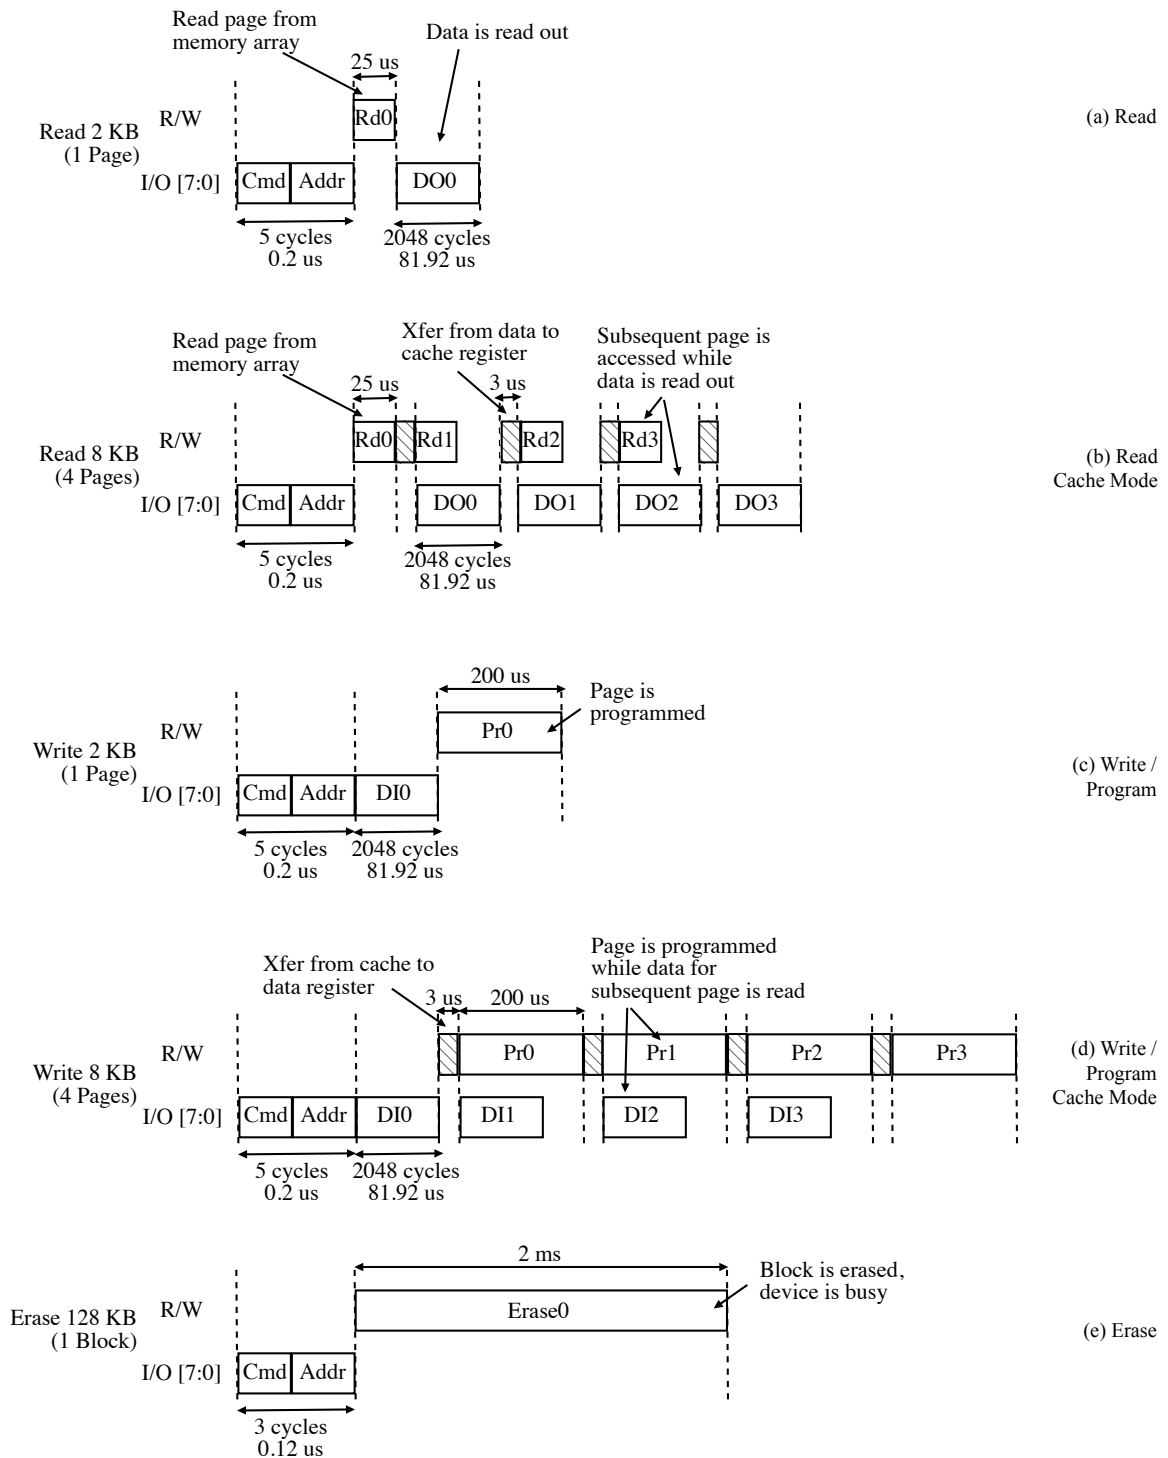 Read page from
memory array
Data is read out
25 us
R/W
Rd0
(a) Read
Read 2 KB
(1 Page)
I/O [7:0]
Cmd
Addr
DO0
5 cycles
0.2 us
2048 cycles
81.92 us
Read page from
memory array
Xfer from data to
cache register
Subsequent page is
accessed while
data is read out
25 us
3 us
R/W
Rd0
Rd1
Rd2
Rd3
Read 8 KB
(4 Pages)
(b) Read
Cache Mode
I/O [7:0]
Cmd
Addr
DO0
DO1
DO2
DO3
5 cycles
0.2 us
2048 cycles
81.92 us
200 us
Page is
programmed
R/W
Pr0
Write 2 KB
(1 Page)
(c) Write /
Program
I/O [7:0]
Cmd
Addr
DI0
5 cycles
0.2 us
2048 cycles
81.92 us
Xfer from cache to
data register
Page is programmed
while data for
subsequent page is read
3 us
200 us
R/W
Pr0
Pr1
Pr2
Pr3
Write 8 KB
(4 Pages)
(d) Write /
Program
Cache Mode
I/O [7:0]
Cmd
Addr
DI0
DI1
DI2
DI3
5 cycles
0.2 us
2048 cycles
81.92 us
2 ms
Block is erased,
device is busy
R/W
Erase0
Erase 128 KB
(1 Block)
(e) Erase
I/O [7:0]
Cmd
Addr
3 cycles
0.12 us